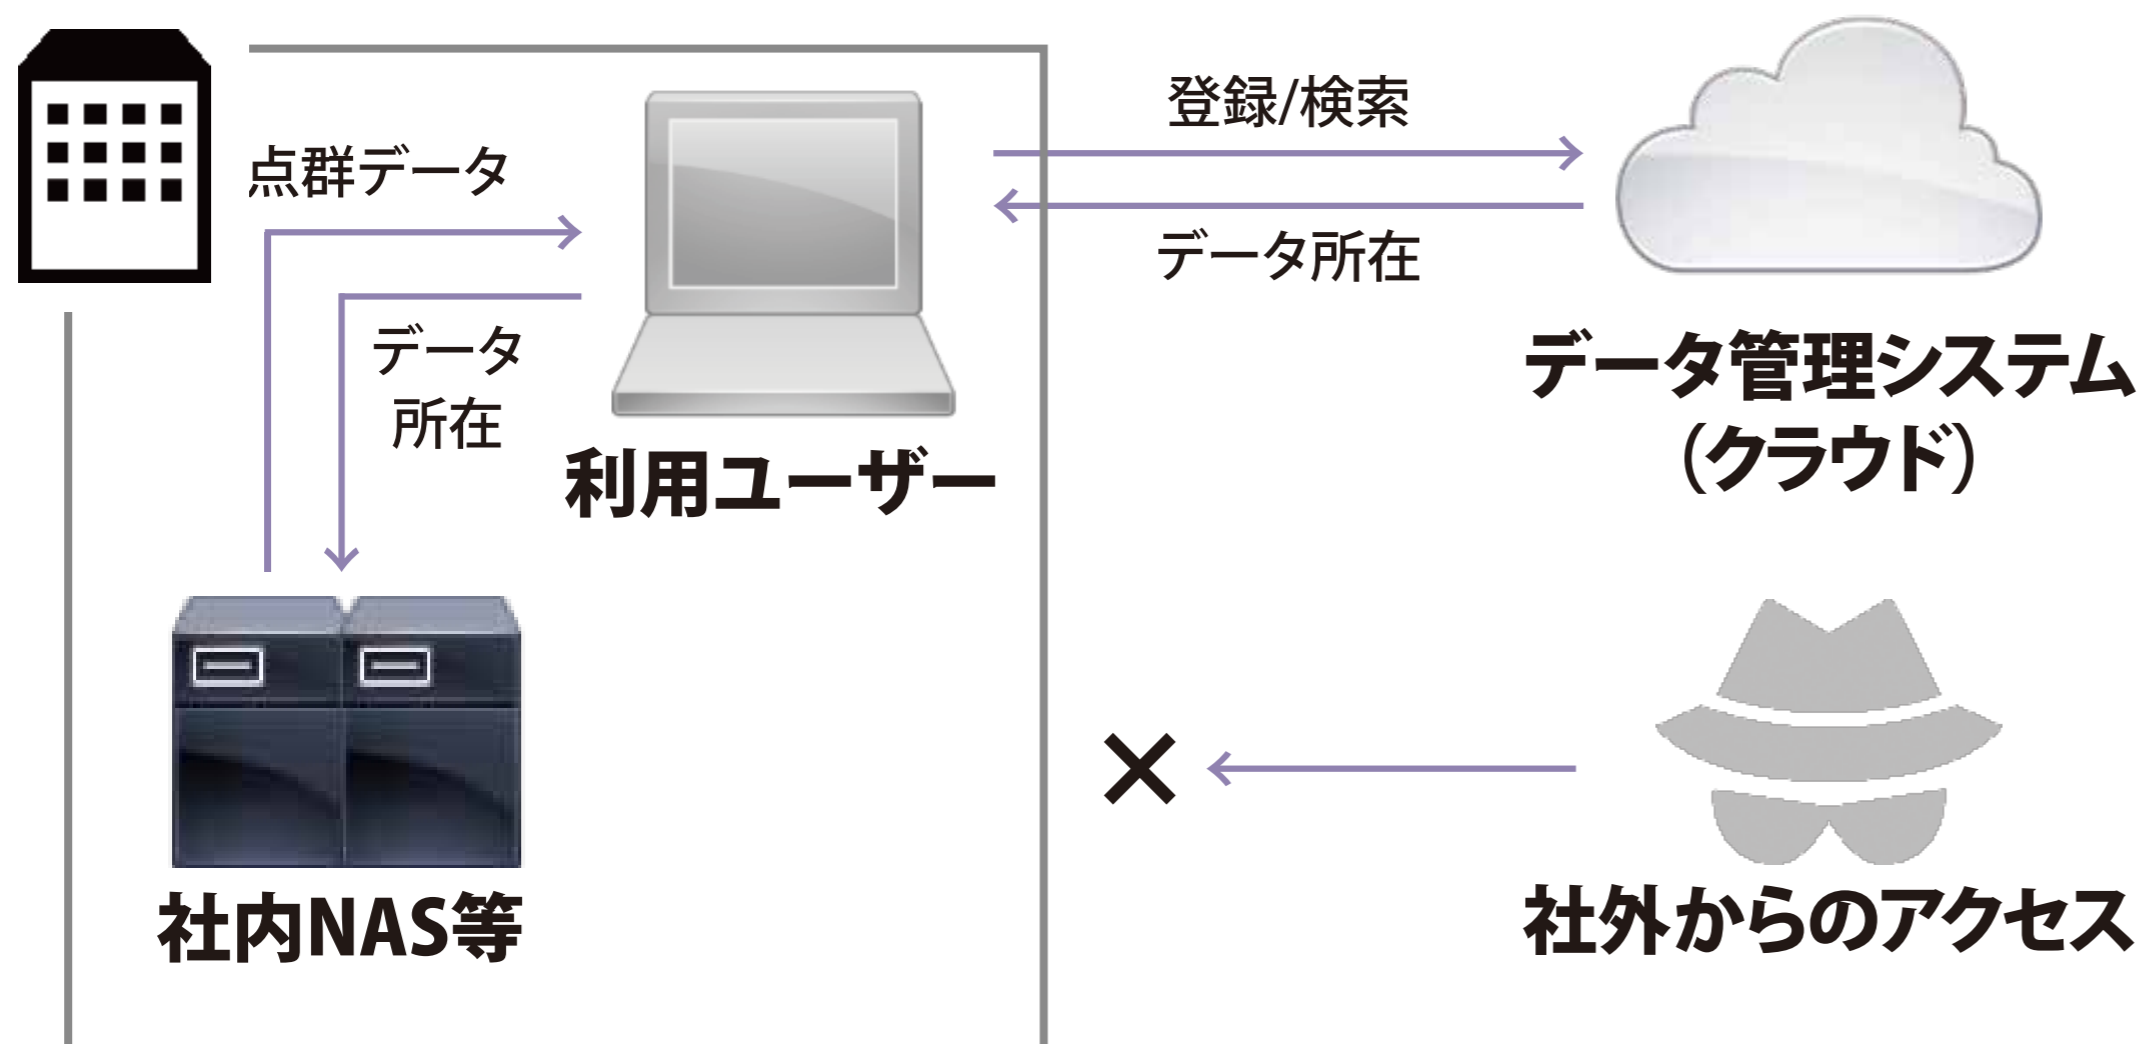 登録/検索
点群データ
データ所在
データ
所在
データ管理システム
（クラウド）
利用ユーザー
×
社内NAS等
社外からのアクセス